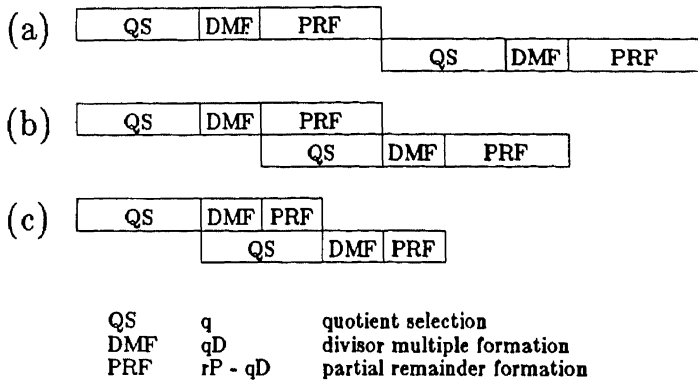 (a) QS DMF PRF
QS DMF PRF
(b) QS DMF PRF
QS DMF PRF
(c) QS DMF PRF
QS DMF PRF
QS q quotient selection
DMF qD divisor multiple formation
PRF rP - qD partial remainder formation